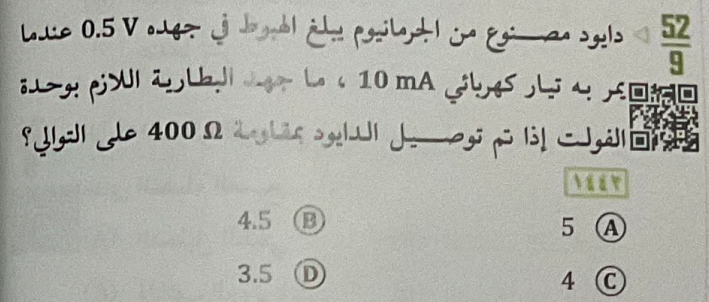 52
9
دايود مصنوع من الجرمانيوم يبلغ الهبوط في جهده 0.5 V عندما
يمر به تيار كهربائي 10 mA ، ما جهد البطارية اللازم بوحدة
الفولت إذا تم توصيل الدايود بمقاومة 400 Ω على التوالي؟
١٤٤٢
5 Ⓐ
4.5 Ⓑ
4 Ⓒ
3.5 Ⓓ